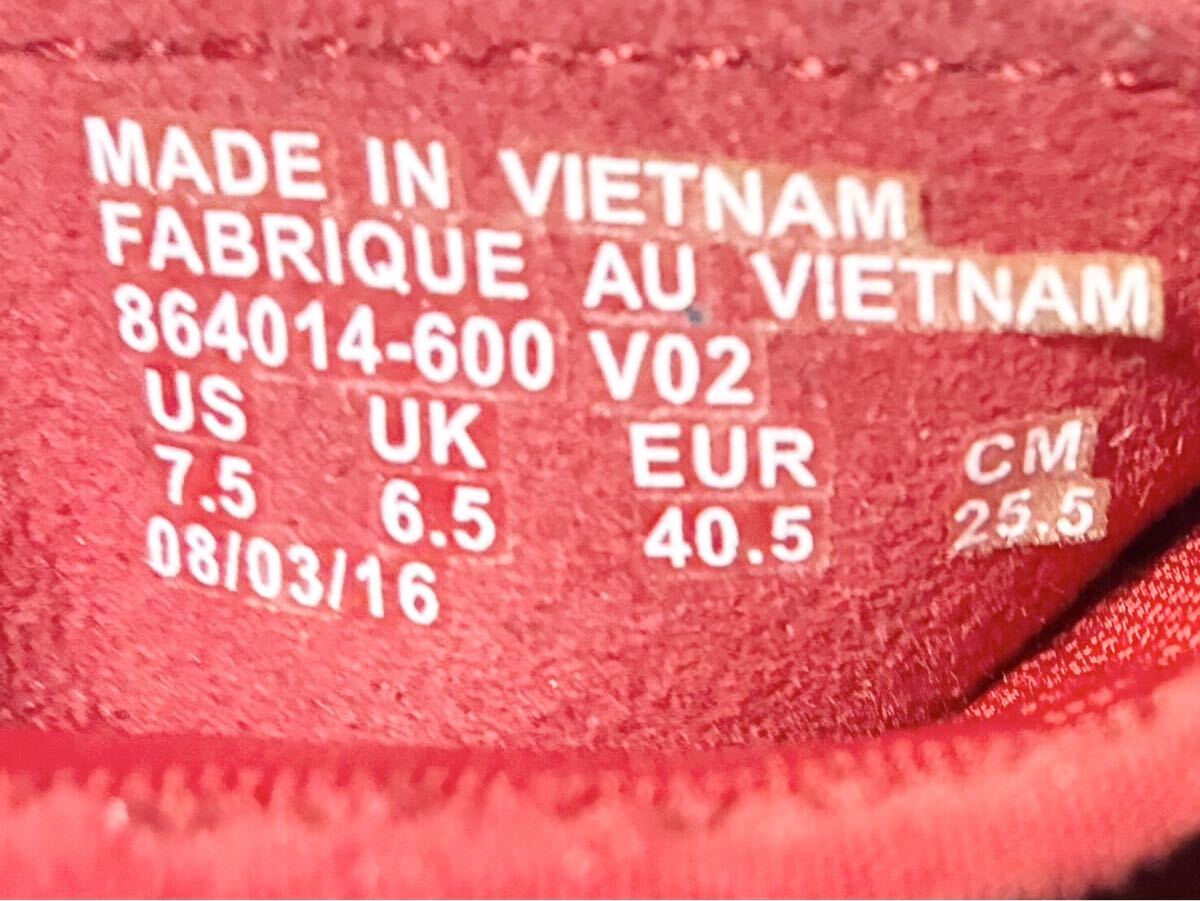 MADE IN VIETNAM
FABRIQUE AU VIETNAM
864014-600 V02
US UK EUR CM
7.5 6.5 40.5 25.5
08/03/16